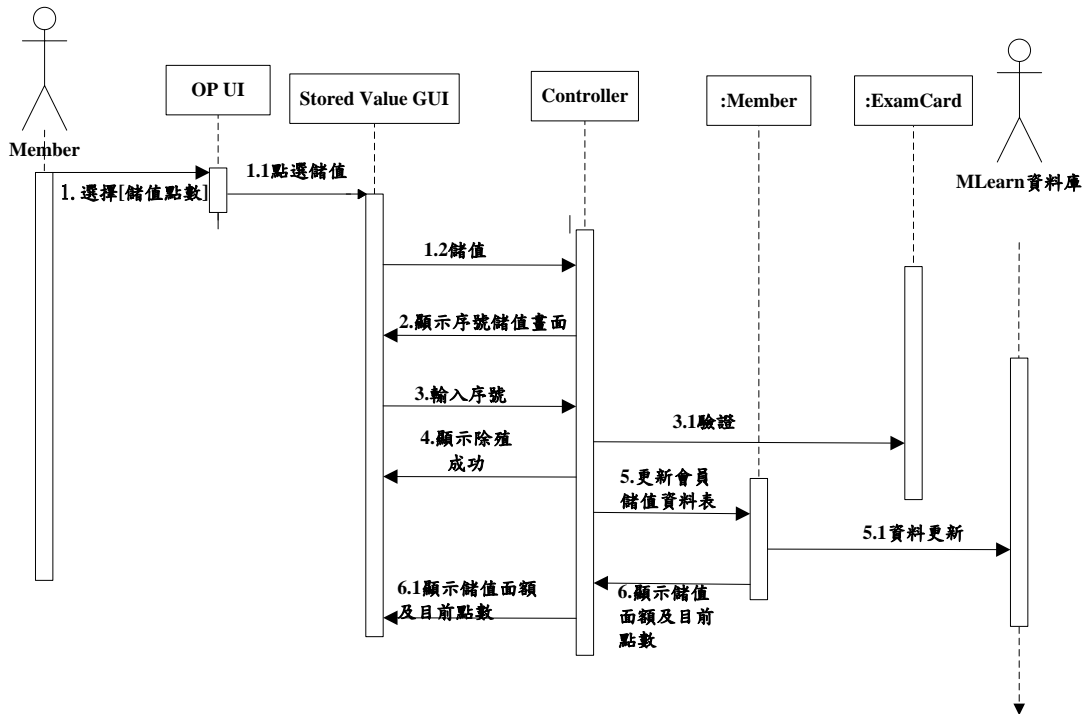 OP UI
Stored Value GUI
Controller
:Member
:ExamCard
Member
MLearn資料庫
1. 選擇[儲值點數]
1.1點選儲值
1.2儲值
2.顯示序號儲值畫面
3.輸入序號
3.1驗證
4.顯示除殖
成功
5.更新會員
儲值資料表
5.1資料更新
6.顯示儲值
面額及目前
點數
6.1顯示儲值面額
及目前點數